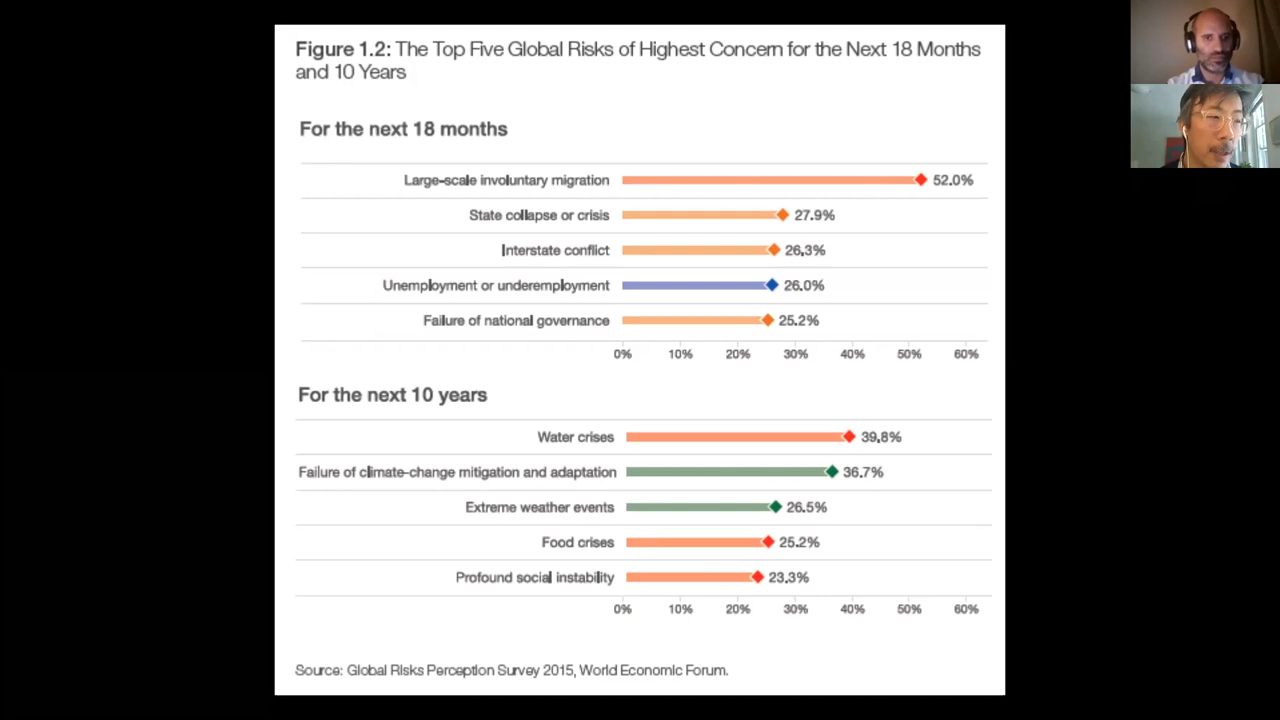 Figure 1.2: The Top Five Global Risks of Highest Concern for the Next 18 Months
and 10 Years
For the next 18 months
Large-scale involuntary migration 52.0%
State collapse or crisis 27.9%
Interstate conflict 26.3%
Unemployment or underemployment 26.0%
Failure of national governance 25.2%
0% 10% 20% 30% 40% 50% 60%
For the next 10 years
Water crises 39.8%
Failure of climate-change mitigation and adaptation 36.7%
Extreme weather events 26.5%
Food crises 25.2%
Profound social instability 23.3%
0% 10% 20% 30% 40% 50% 60%
Source: Global Risks Perception Survey 2015, World Economic Forum.